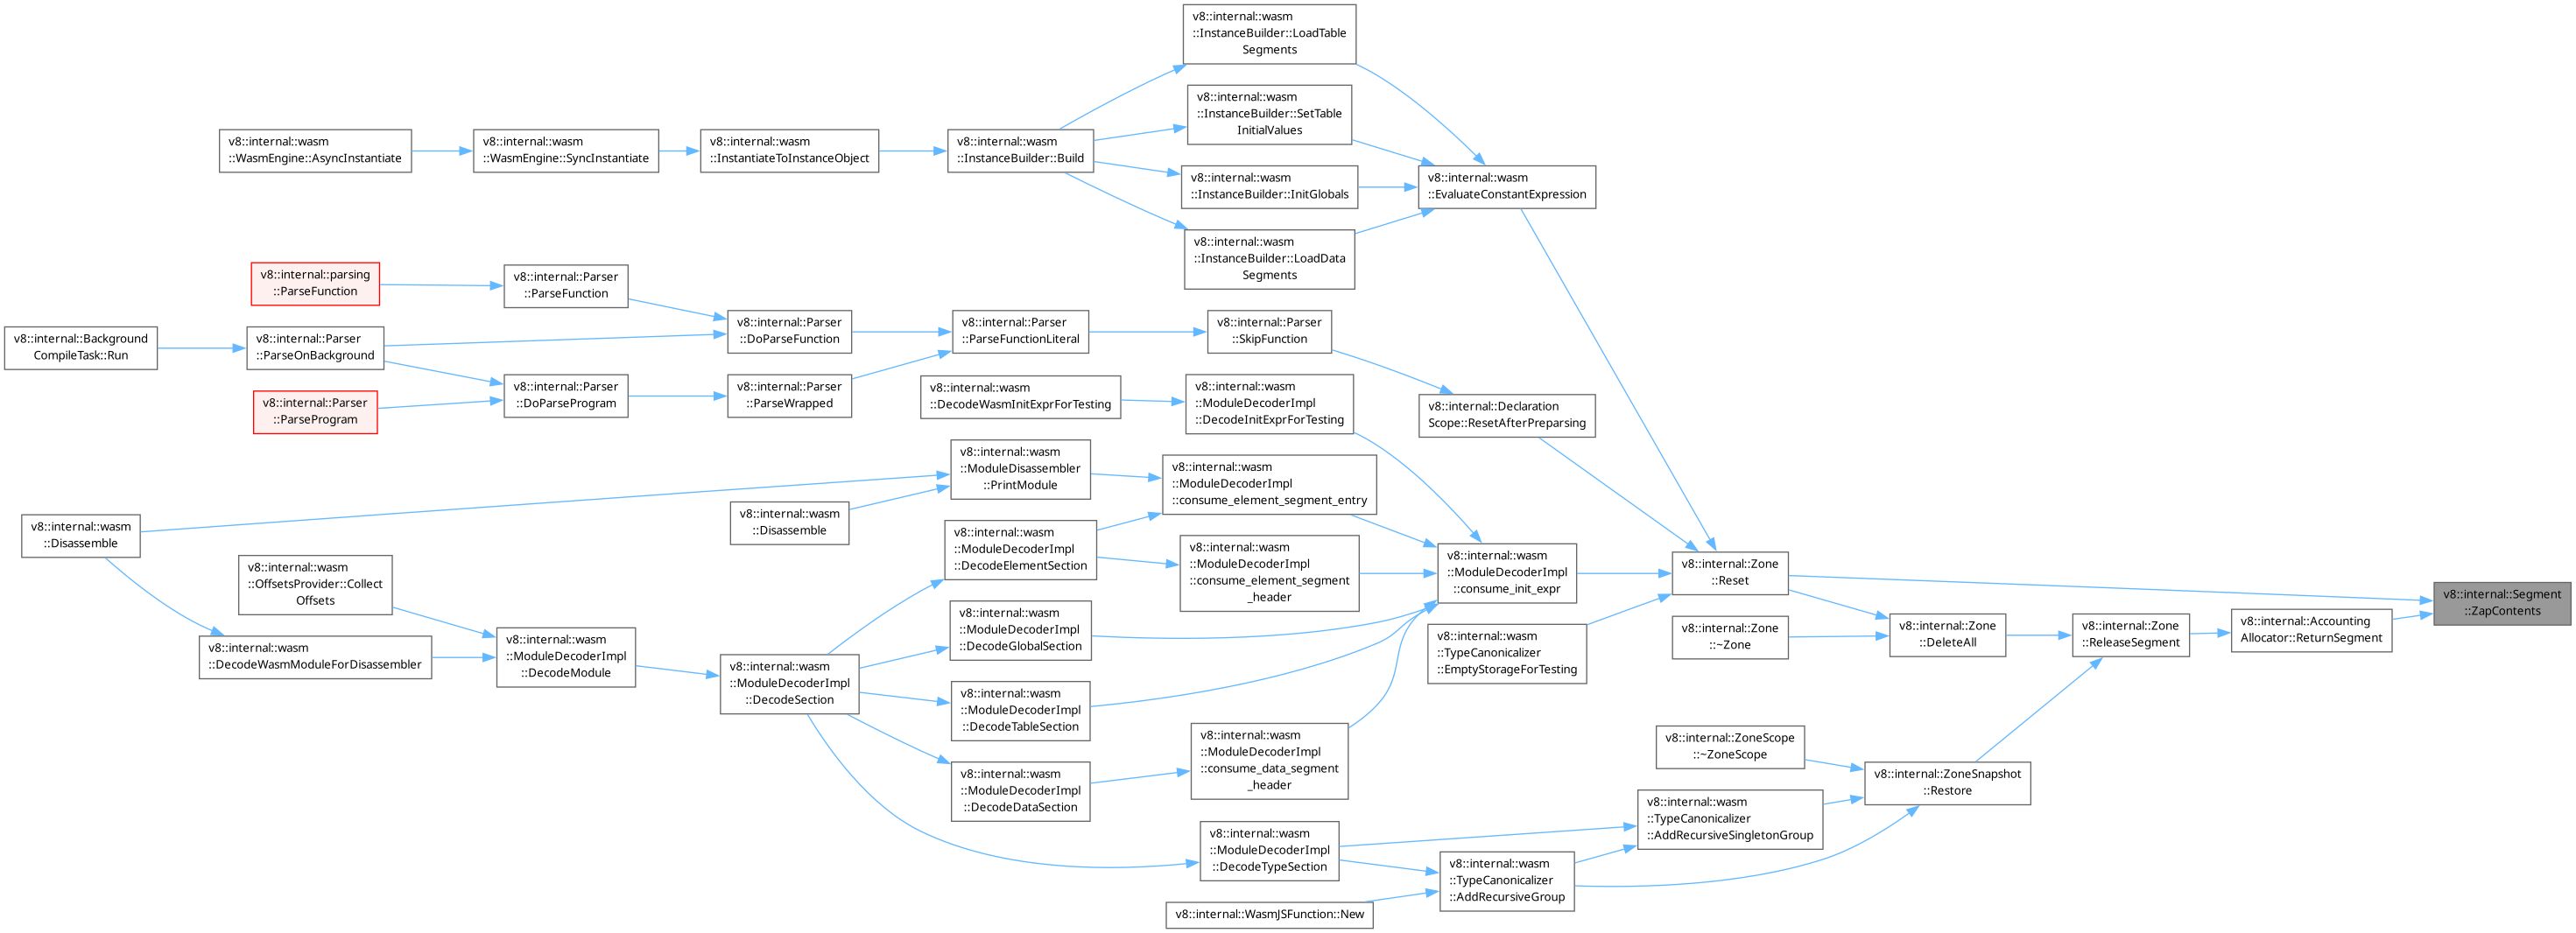 v8::internal::wasm
::InstanceBuilder::LoadTable
Segments
v8::internal::wasm
::InstanceBuilder::SetTable
InitialValues
v8::internal::wasm
::WasmEngine::AsyncInstantiate
v8::internal::wasm
::WasmEngine::SyncInstantiate
v8::internal::wasm
::InstantiateToInstanceObject
v8::internal::wasm
::InstanceBuilder::Build
v8::internal::wasm
::InstanceBuilder::InitGlobals
v8::internal::wasm
::EvaluateConstantExpression
v8::internal::wasm
::InstanceBuilder::LoadData
Segments
v8::internal::parsing
::ParseFunction
v8::internal::Parser
::ParseFunction
v8::internal::Background
CompileTask::Run
v8::internal::Parser
::ParseOnBackground
v8::internal::Parser
::DoParseFunction
v8::internal::Parser
::ParseFunctionLiteral
v8::internal::Parser
::SkipFunction
v8::internal::Parser
::ParseProgram
v8::internal::Parser
::DoParseProgram
v8::internal::Parser
::ParseWrapped
v8::internal::wasm
::DecodeWasmInitExprForTesting
v8::internal::wasm
::ModuleDecoderImpl
::DecodeInitExprForTesting
v8::internal::Declaration
Scope::ResetAfterPreparsing
v8::internal::wasm
::ModuleDisassembler
::PrintModule
v8::internal::wasm
::ModuleDecoderImpl
::consume_element_segment_entry
v8::internal::wasm
::Disassemble
v8::internal::wasm
::Disassemble
v8::internal::wasm
::ModuleDecoderImpl
::DecodeElementSection
v8::internal::wasm
::ModuleDecoderImpl
::consume_element_segment
_header
v8::internal::wasm
::ModuleDecoderImpl
::consume_init_expr
v8::internal::Zone
::Reset
v8::internal::Segment
::ZapContents
v8::internal::wasm
::OffsetsProvider::Collect
Offsets
v8::internal::wasm
::DecodeWasmModuleForDisassembler
v8::internal::wasm
::ModuleDecoderImpl
::DecodeModule
v8::internal::wasm
::ModuleDecoderImpl
::DecodeSection
v8::internal::wasm
::ModuleDecoderImpl
::DecodeGlobalSection
v8::internal::wasm
::TypeCanonicalizer
::EmptyStorageForTesting
v8::internal::Zone
::~Zone
v8::internal::Zone
::DeleteAll
v8::internal::Zone
::ReleaseSegment
v8::internal::Accounting
Allocator::ReturnSegment
v8::internal::wasm
::ModuleDecoderImpl
::DecodeTableSection
v8::internal::wasm
::ModuleDecoderImpl
::consume_data_segment
_header
v8::internal::wasm
::ModuleDecoderImpl
::DecodeDataSection
v8::internal::ZoneScope
::~ZoneScope
v8::internal::ZoneSnapshot
::Restore
v8::internal::wasm
::TypeCanonicalizer
::AddRecursiveSingletonGroup
v8::internal::wasm
::ModuleDecoderImpl
::DecodeTypeSection
v8::internal::wasm
::TypeCanonicalizer
::AddRecursiveGroup
v8::internal::WasmJSFunction::New